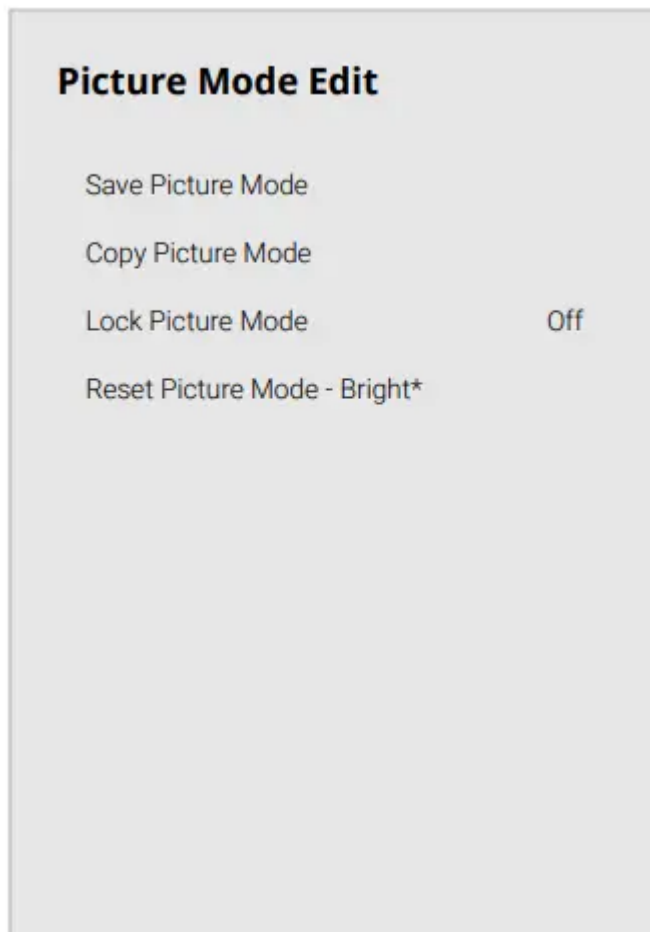 Picture Mode Edit
Save Picture Mode
Copy Picture Mode
Lock Picture Mode Off
Reset Picture Mode - Bright*